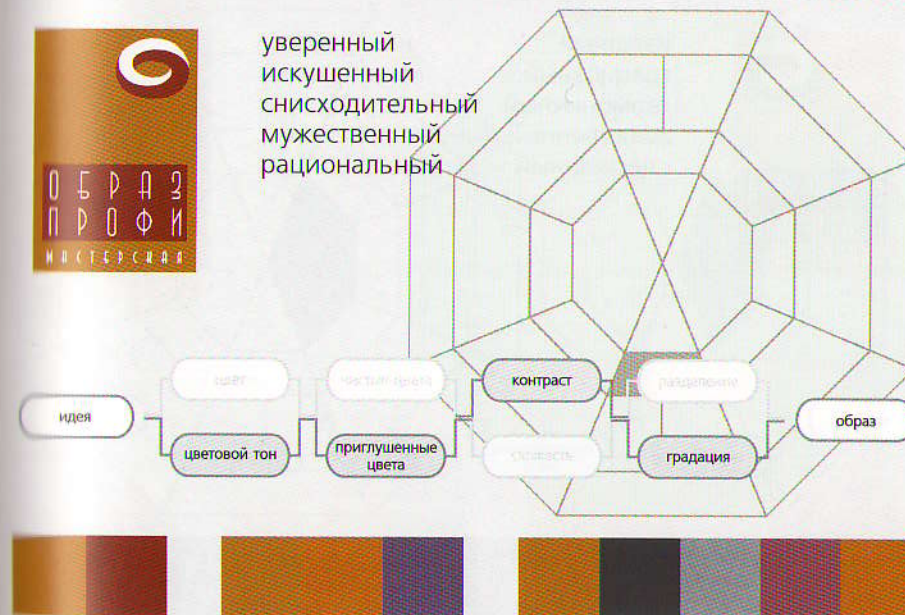 уверенный
искушенный
снисходительный
мужественный
рациональный
ОБРАЗ
ПРОФИ
МАСТЕРСКАЯ
цвет
чистые цвета
контраст
разделение
идея
образ
цветовой тон
приглушенные
цвета
градация